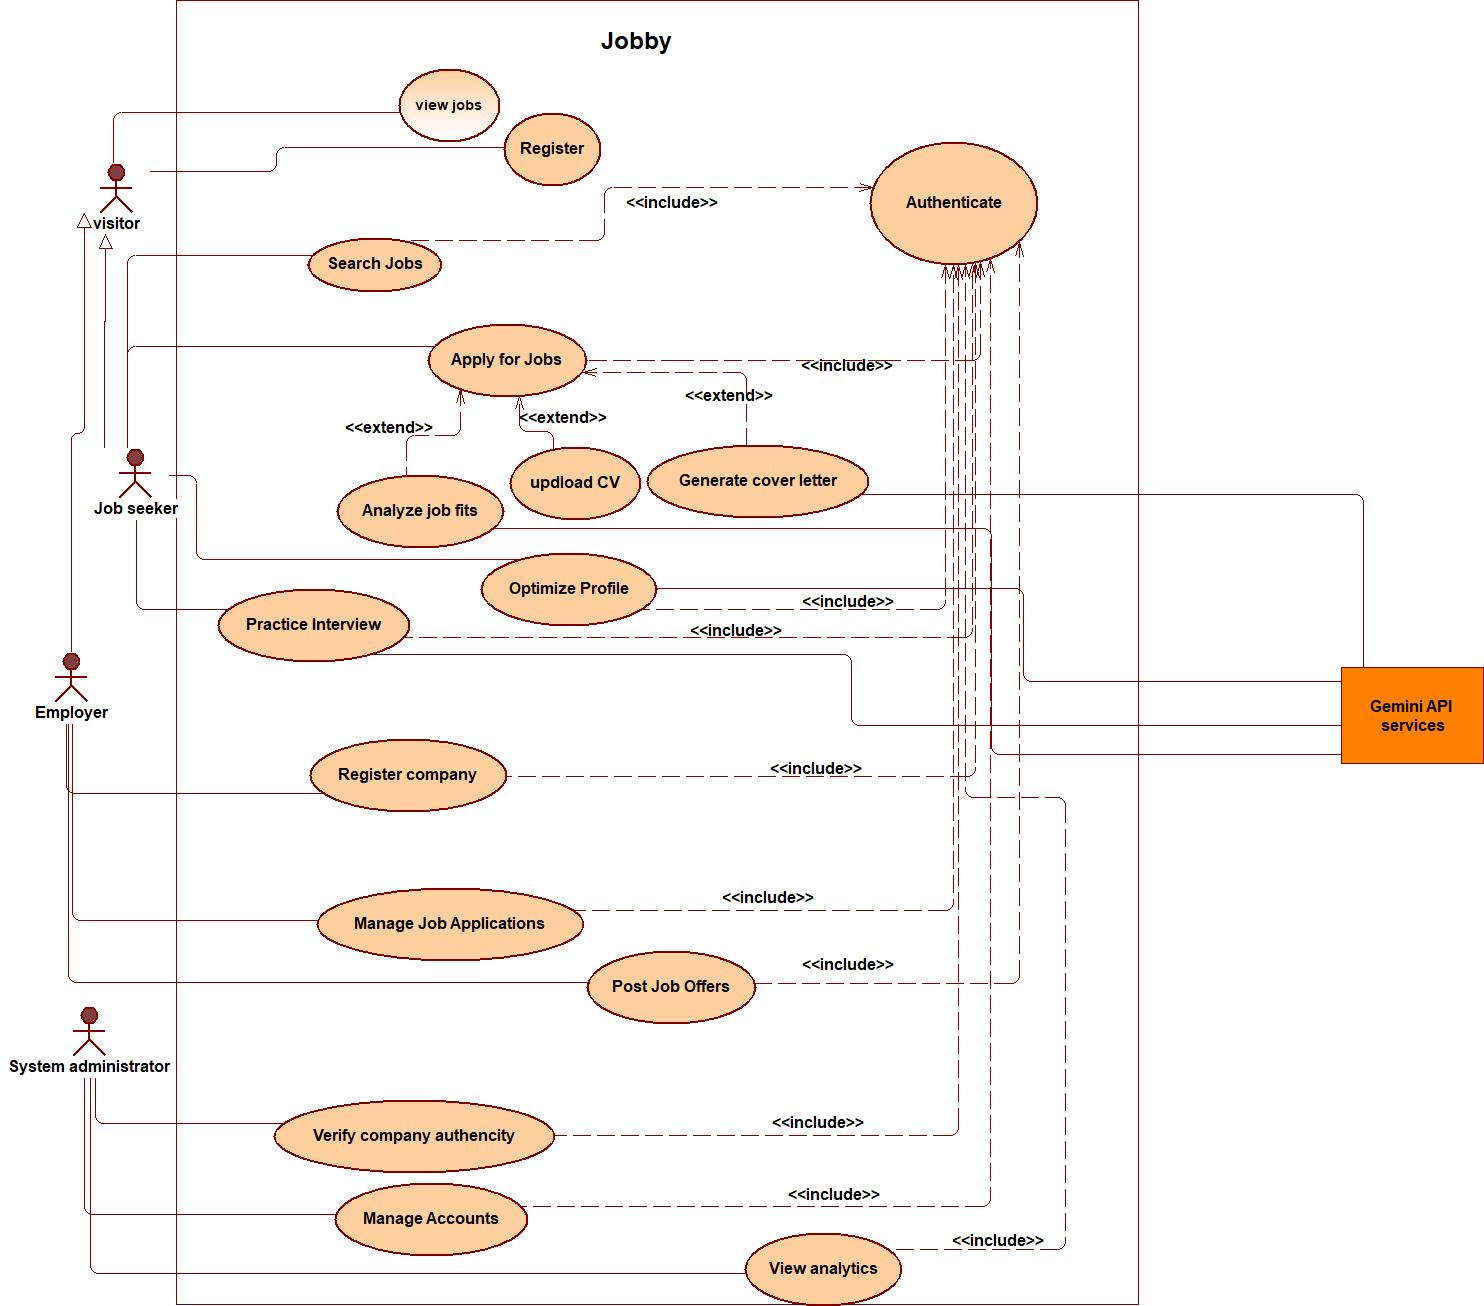 Jobby
view jobs
Register
Authenticate
<<include>>
visitor
Search Jobs
Apply for Jobs
<<include>>
<<extend>>
<<extend>>
<<extend>>
Generate cover letter
updload CV
Analyze job fits
Job seeker
Optimize Profile
<<include>>
Practice Interview
<<include>>
Employer
Gemini API
services
<<include>>
Register company
<<include>>
Manage Job Applications
<<include>>
Post Job Offers
System administrator
<<include>>
Verify company authencity
<<include>>
Manage Accounts
<<include>>
View analytics